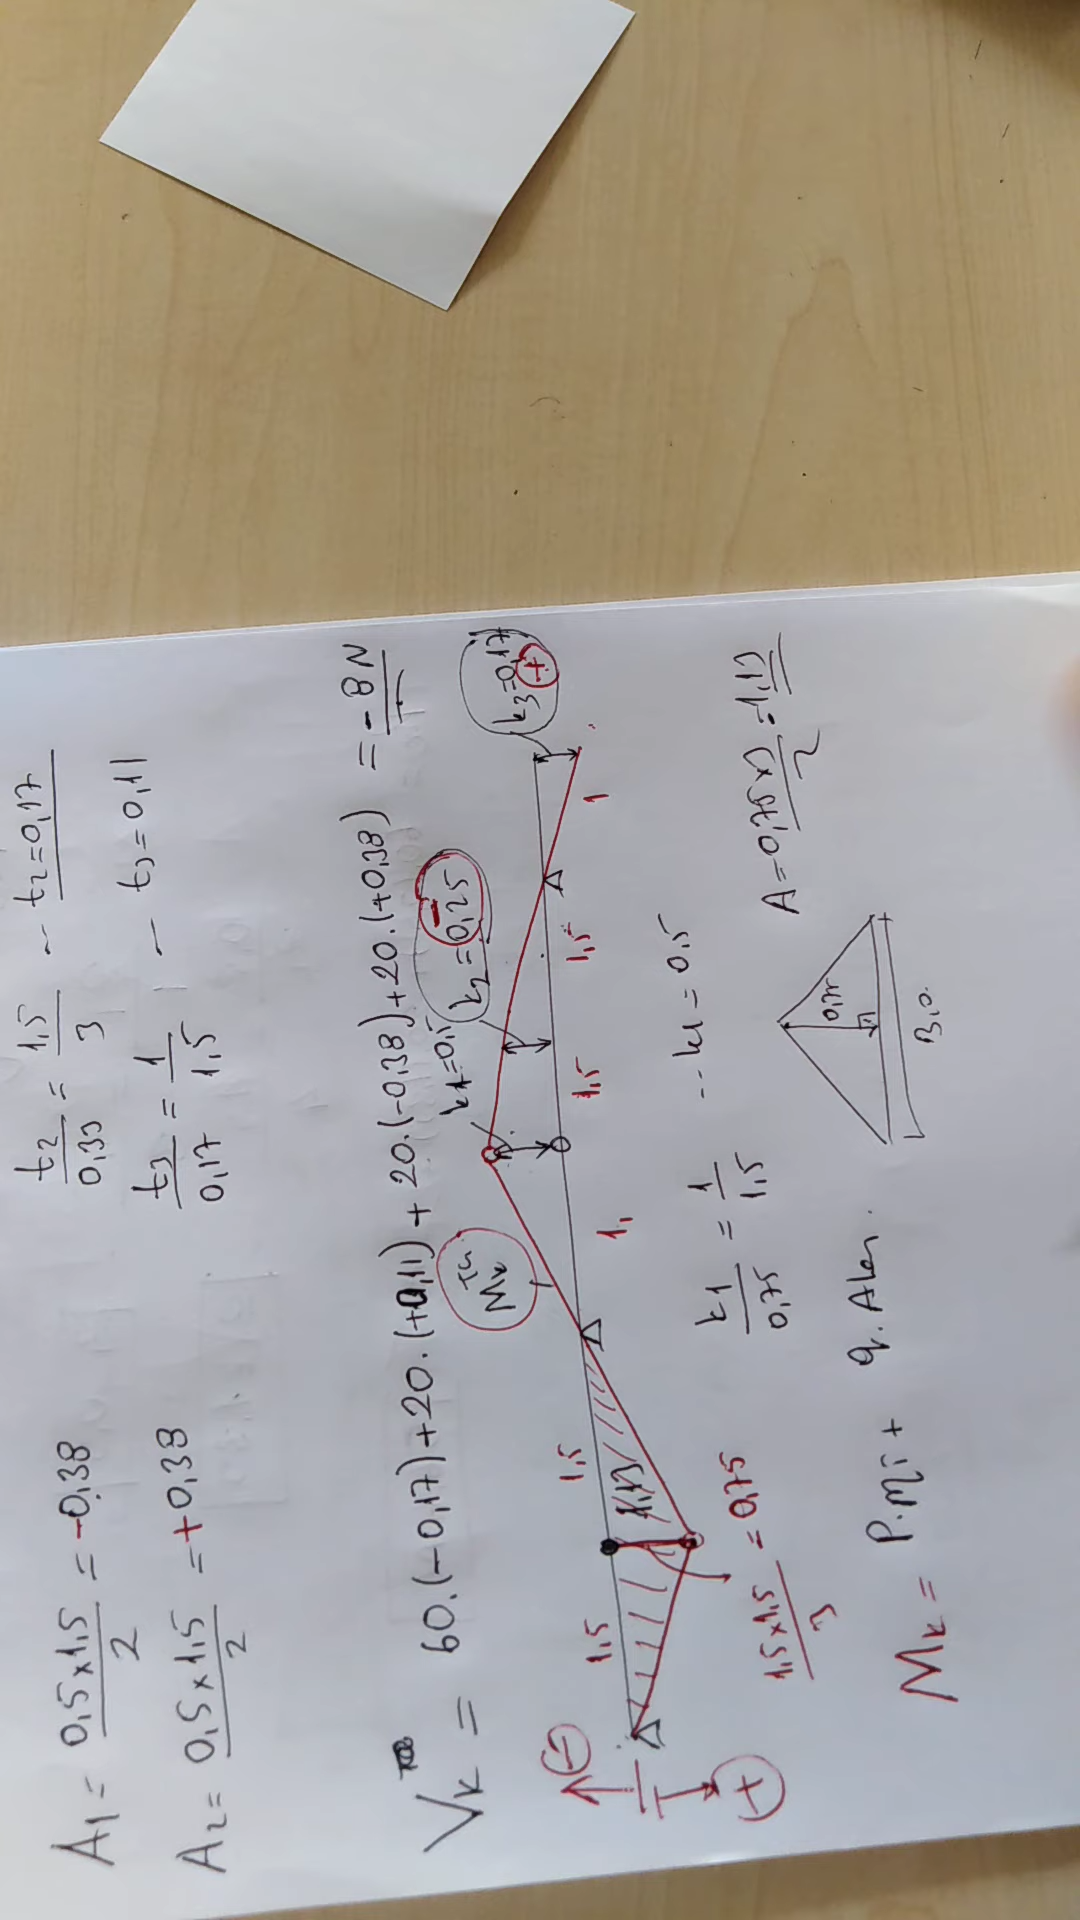 A1 = 0,5 x 1,5 / 2 = -0,38
t2 / 0,33 = 1,5 / 3 — t2 = 0,17
A2 = 0,5 x 1,5 / 2 = +0,38
t3 / 0,17 = 1 / 1,5 — t3 = 0,11
Vk = 60.(-0,17)+20.(+0,11)+20.(-0,38)+20.(+0,38) = -8N
Mk k1=0,5 k2=0,25 - k3=0,17 +
- 1,5 1,5 1, 1,5 1,5 1
1,13
+
1,5 x 1,5 / 3 = 0,75
k1 / 0,75 = 1 / 1,5 --- k1 = 0.5
A = 0,75 x 3 / 2 = 1,13
0,75
3,0
Mk = P.ηi + q. Alan.